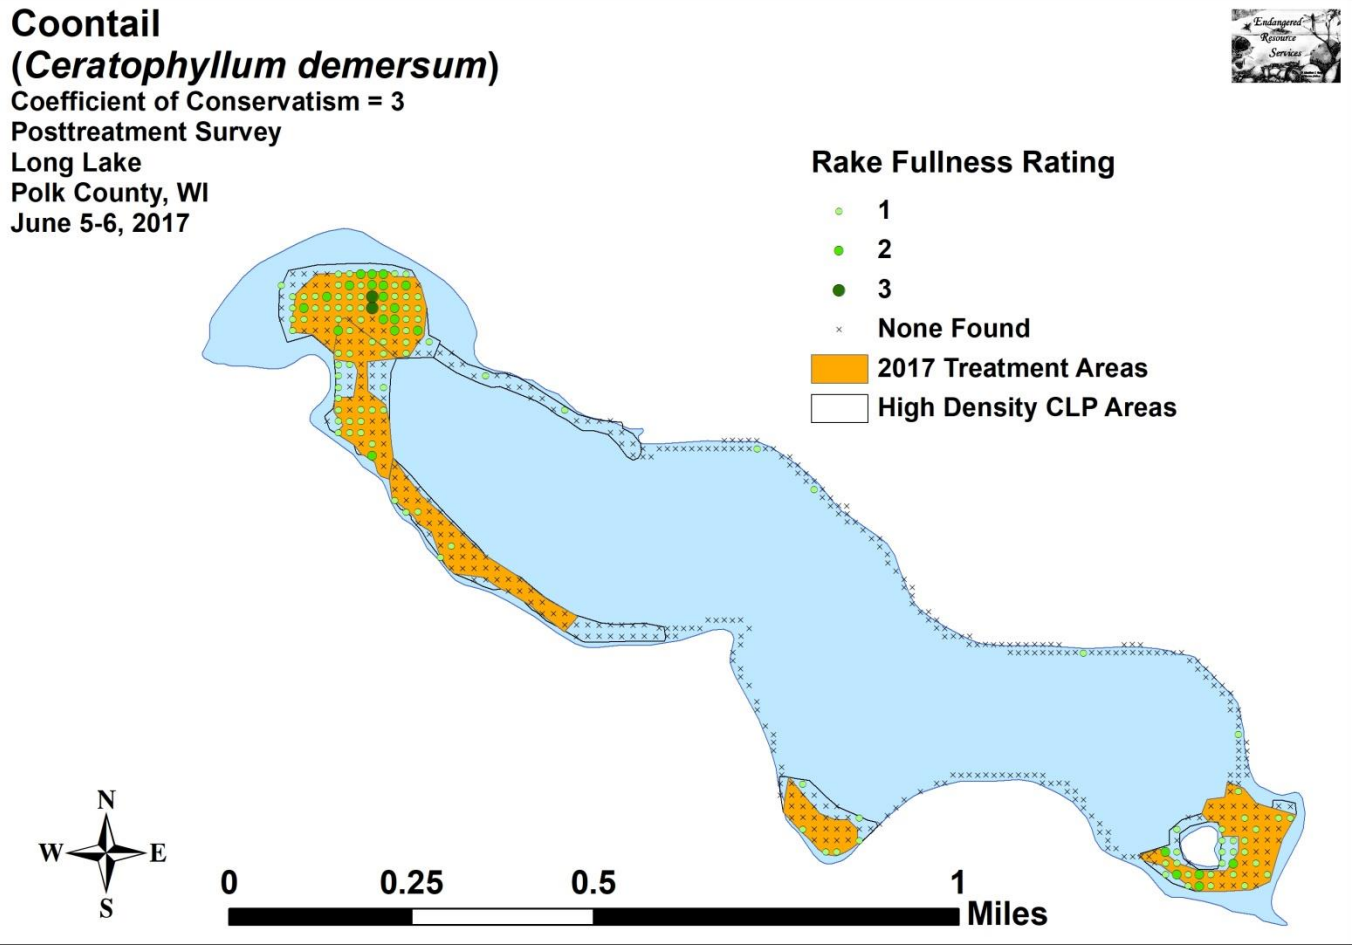 Coontail
(Ceratophyllum demersum)
Coefficient of Conservatism = 3
Posttreatment Survey
Long Lake
Polk County, WI
June 5-6, 2017
Endangered
Resource
Services
Rake Fullness Rating
1
2
3
None Found
2017 Treatment Areas
High Density CLP Areas
N
W E
S
0 0.25 0.5 1
Miles